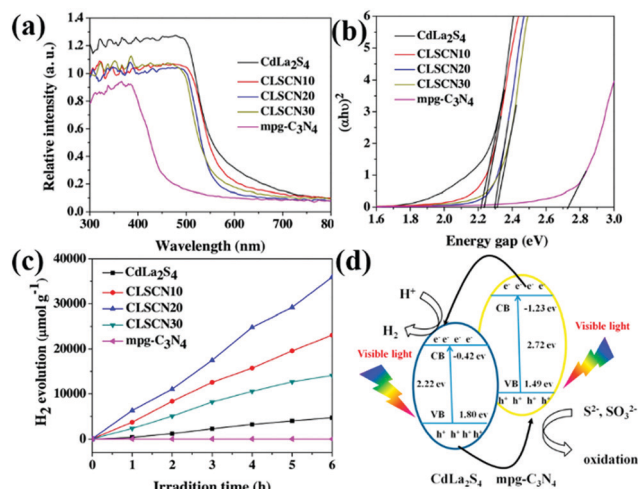 (a)
Relative intensity (a. u.)
1.4
1.2
1.0
0.8
0.6
0.4
0.2
0.0
CdLa₂S₄
CLSCN10
CLSCN20
CLSCN30
mpg-C₃N₄
300 400 500 600 700 800
Wavelength (nm)
(b)
(αhυ)²
6
5
4
3
2
1
0
CdLa₂S₄
CLSCN10
CLSCN20
CLSCN30
mpg-C₃N₄
1.6 1.8 2.0 2.2 2.4 2.6 2.8 3.0
Energy gap (eV)
(c)
H₂ evolution (μmol g⁻¹)
40000
35000
30000
25000
20000
15000
10000
5000
0
CdLa₂S₄
CLSCN10
CLSCN20
CLSCN30
mpg-C₃N₄
0 1 2 3 4 5 6
Irradition time (h)
(d)
H⁺
H₂
Visible light
e⁻ e⁻ e⁻ e⁻
CB -0.42 ev
2.22 ev
VB 1.80 ev
h⁺ h⁺ h⁺ h⁺
e⁻ e⁻ e⁻ e⁻
CB -1.23 ev
2.72 ev
VB 1.49 ev
h⁺ h⁺ h⁺ h⁺
Visible light
S²⁻, SO₃²⁻
oxidation
CdLa₂S₄ mpg-C₃N₄